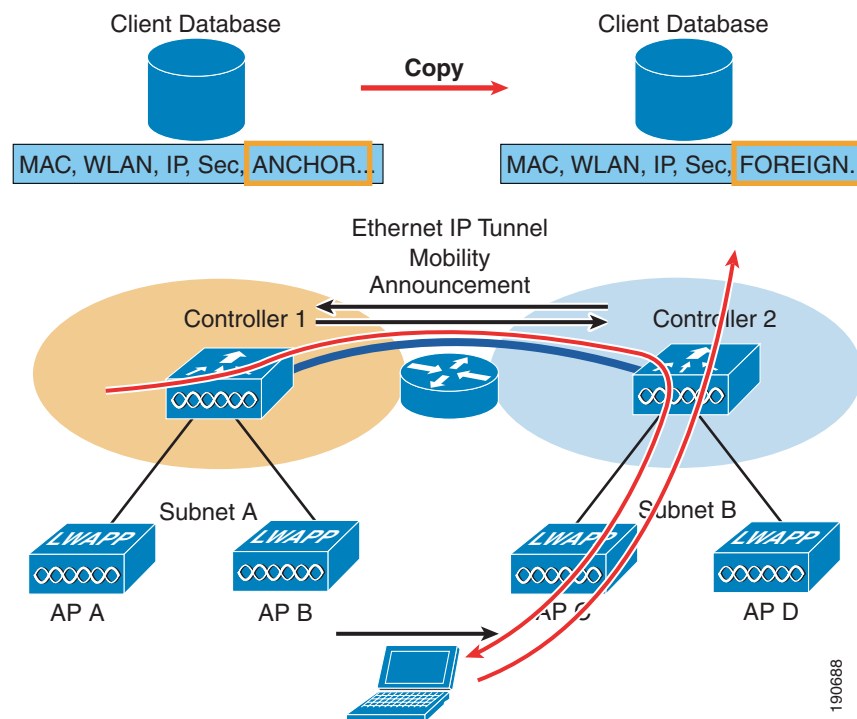 Client Database
Client Database
Copy
MAC, WLAN, IP, Sec, ANCHOR...
MAC, WLAN, IP, Sec, FOREIGN.
Ethernet IP Tunnel
Mobility
Announcement
Controller 1
Controller 2
Subnet A
Subnet B
LWAPP
LWAPP
LWAPP
LWAPP
AP A
AP B
AP C
AP D
190688